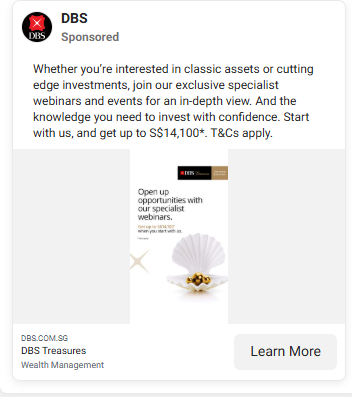 DBS
Sponsored
DBS
Whether you're interested in classic assets or cutting
edge investments, join our exclusive specialist
webinars and events for an in-depth view. And the
knowledge you need to invest with confidence. Start
with us, and get up to S$14,100*. T&Cs apply.
DBS
Open up
opportunities with
our specialist
webinars.
Get up to S$14,100*
when you start with us.
DBS.COM.SG
DBS Treasures
Wealth Management
Learn More